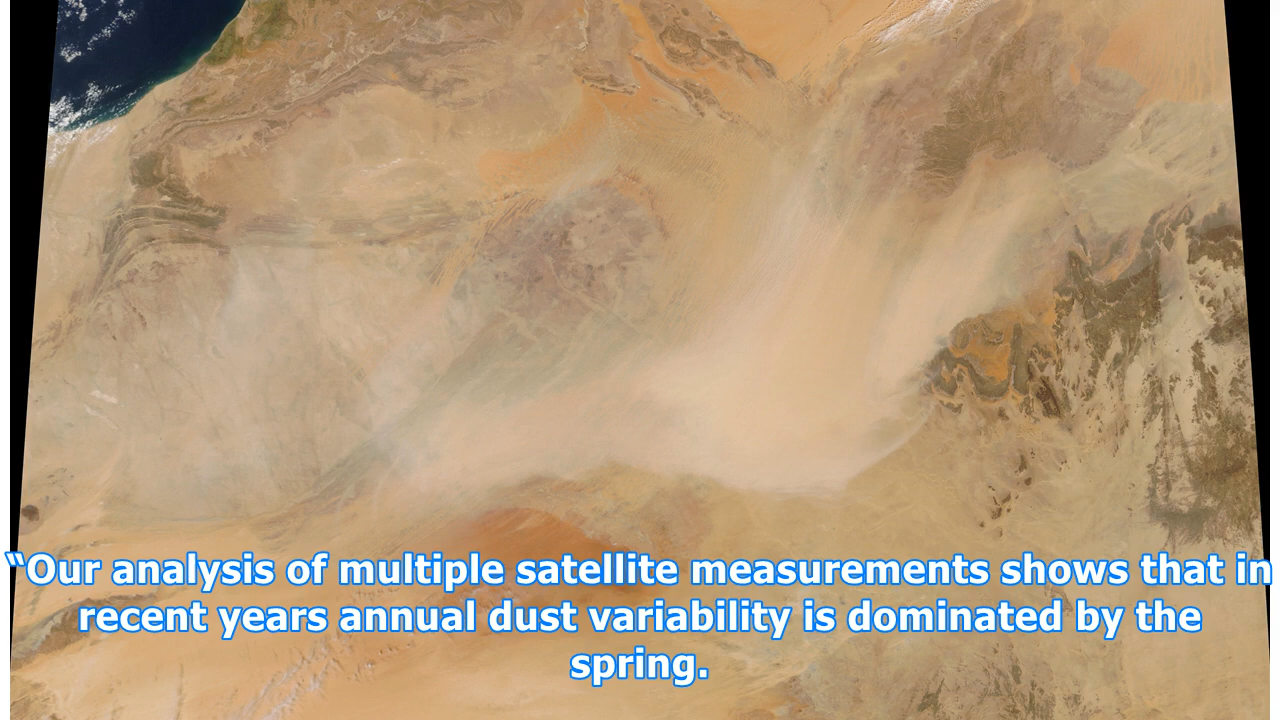 “Our analysis of multiple satellite measurements shows that in
recent years annual dust variability is dominated by the
spring.